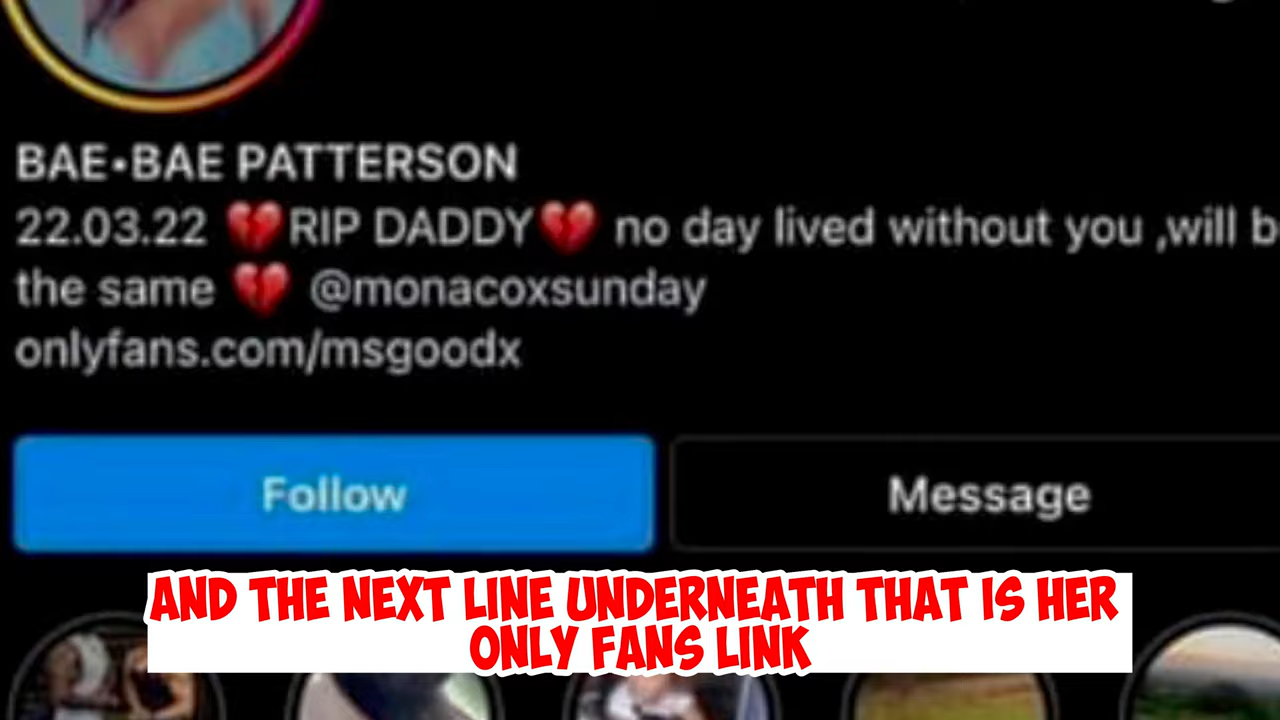 BAE•BAE PATTERSON
22.03.22 💔RIP DADDY💔 no day lived without you ,will
the same 💔 @monacoxsunday
onlyfans.com/msgoodx
Follow
Message
AND THE NEXT LINE UNDERNEATH THAT IS HER
ONLY FANS LINK